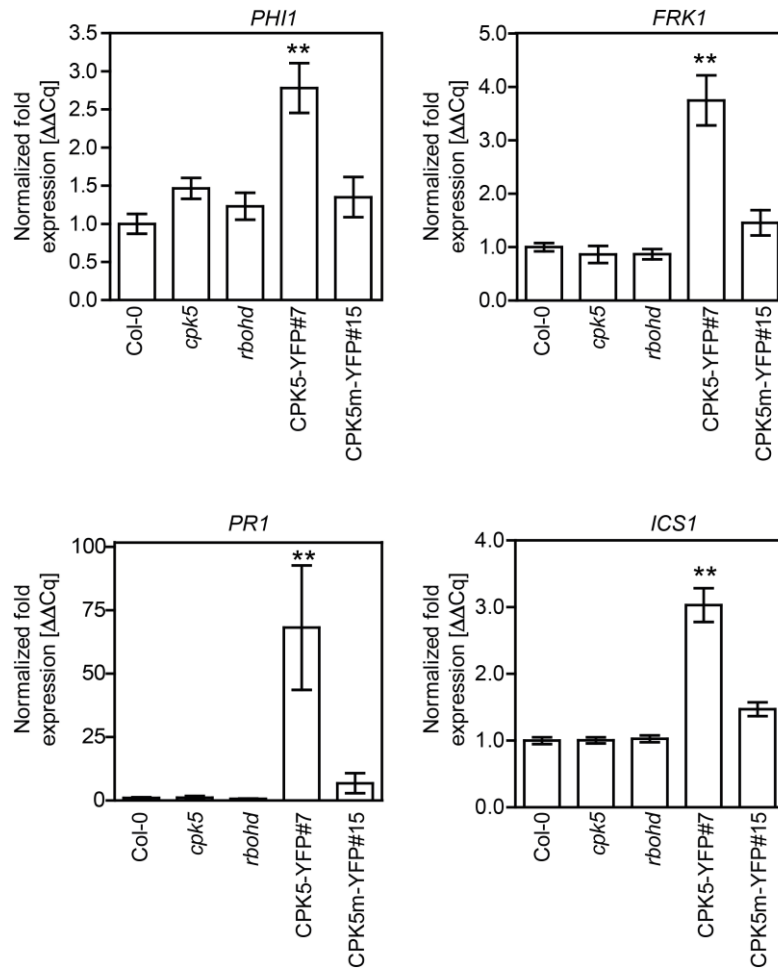 PHI1
Normalized fold
expression [ΔΔCq]
3.5
3.0
2.5
2.0
1.5
1.0
0.5
0.0
**
Col-0
cpk5
rbohd
CPK5-YFP#7
CPK5m-YFP#15
FRK1
Normalized fold
expression [ΔΔCq]
5.0
4.0
3.0
2.0
1.0
0.0
**
Col-0
cpk5
rbohd
CPK5-YFP#7
CPK5m-YFP#15
PR1
Normalized fold
expression [ΔΔCq]
100
75
50
25
0
**
Col-0
cpk5
rbohd
CPK5-YFP#7
CPK5m-YFP#15
ICS1
Normalized fold
expression [ΔΔCq]
4.0
3.0
2.0
1.0
0.0
**
Col-0
cpk5
rbohd
CPK5-YFP#7
CPK5m-YFP#15